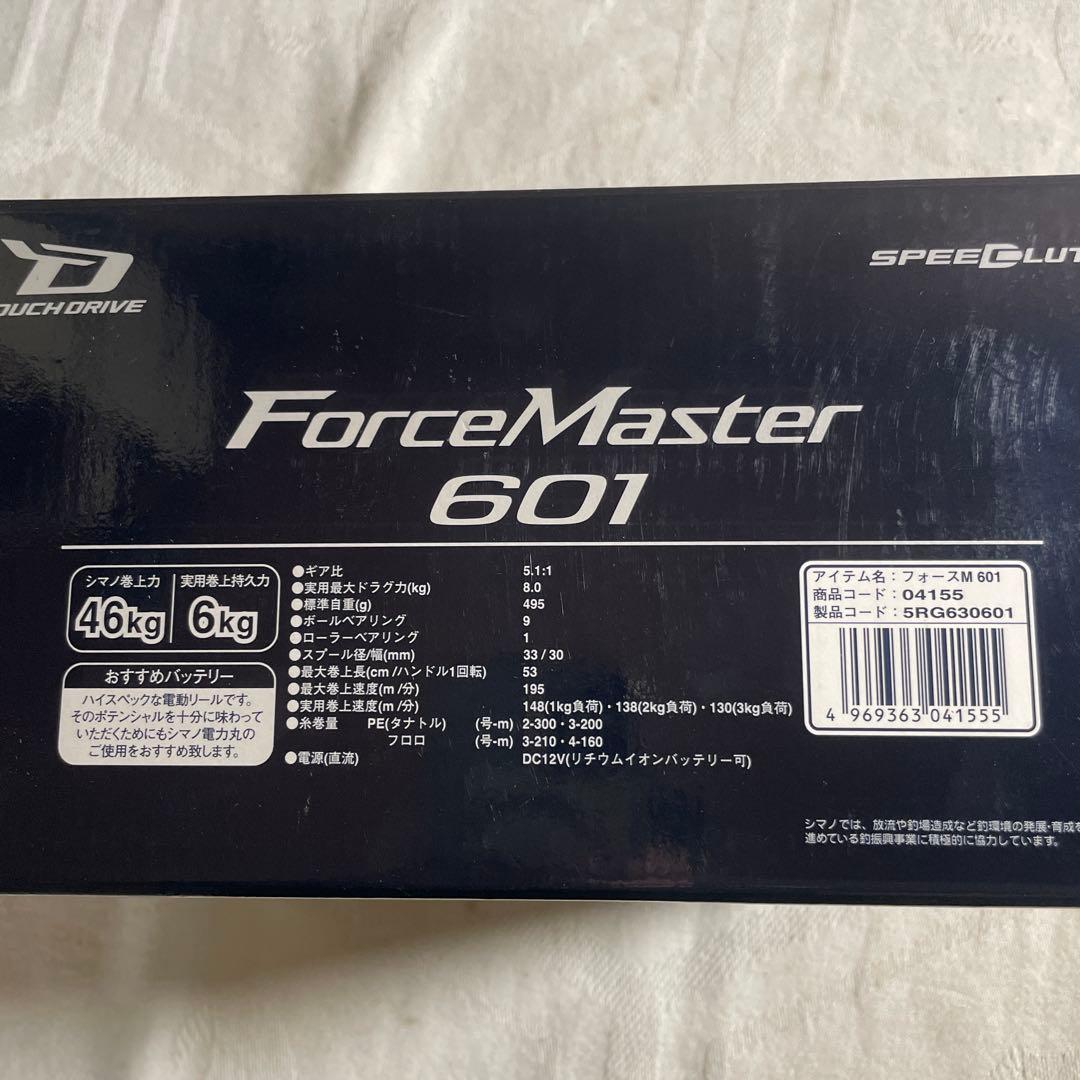 TOUCH DRIVE
SPEEDCLUT
ForceMaster
601
シマノ巻上力
46kg
実用巻上持久力
6kg
おすすめバッテリー
ハイスペックな電動リールです。
そのポテンシャルを十分に味わって
いただくためにもシマノ電力丸の
ご使用をおすすめ致します。
●ギア比 5.1:1
●実用最大ドラグ力(kg) 8.0
●標準自重(g) 495
●ボールベアリング 9
●ローラーベアリング 1
●スプール径/幅(mm) 33 / 30
●最大巻上長(cm/ハンドル1回転) 53
●最大巻上速度(m/分) 195
●実用巻上速度(m/分) 148(1kg負荷)・138(2kg負荷)・130(3kg負荷)
●糸巻量 PE(タナトル) (号-m) 2-300・3-200
フロロ (号-m) 3-210・4-160
●電源(直流) DC12V(リチウムイオンバッテリー可)
アイテム名：フォースM 601
商品コード：04155
製品コード：5RG630601
4 969363 041555
シマノでは、放流や釣場造成など釣環境の発展・育成を
進めている釣振興事業に積極的に協力しています。